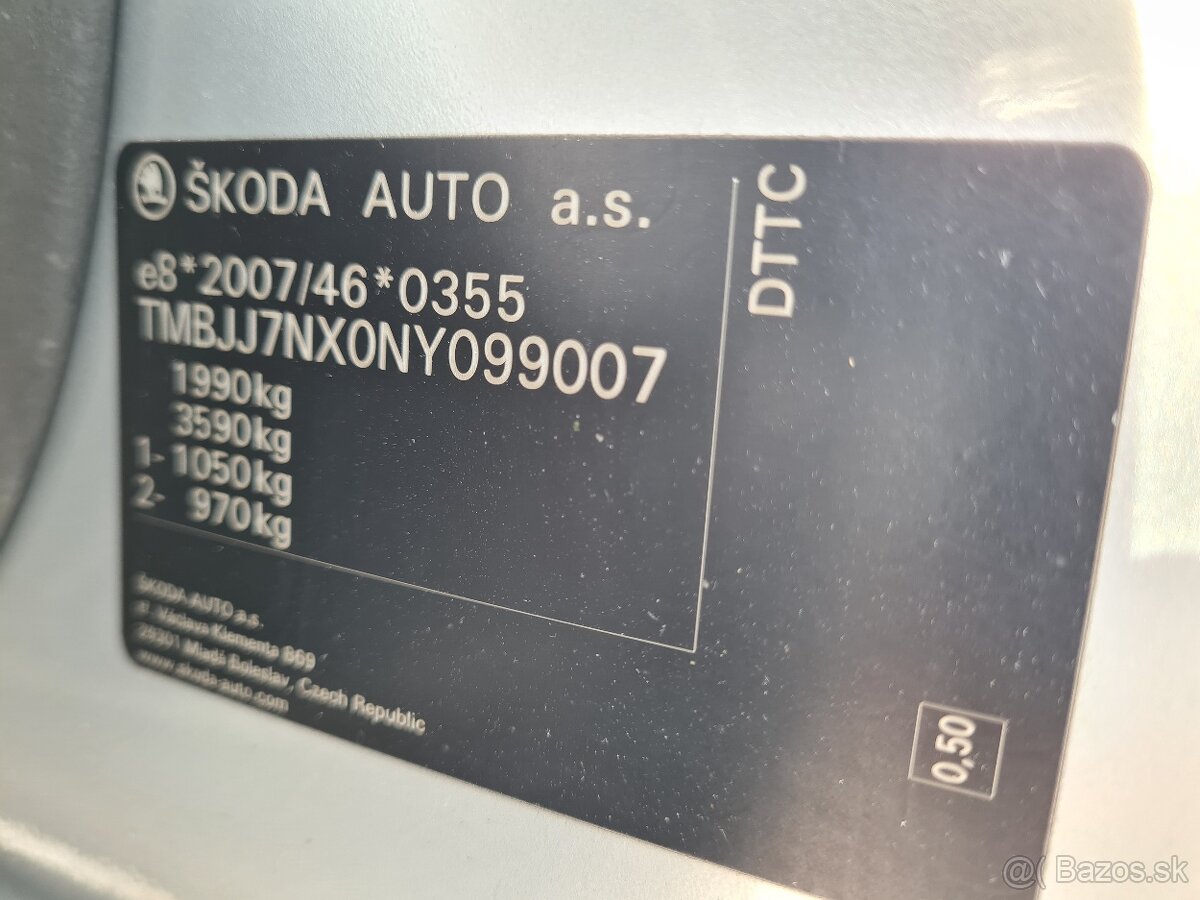 ŠKODA AUTO a.s.
e8*2007/46*0355
TMBJJ7NX0NY099007
1990kg
3590kg
1- 1050kg
2- 970kg
ŠKODA AUTO a.s.
tř. Václava Klementa 869
29301 Mladá Boleslav, Czech Republic
www.skoda-auto.com
DTTC
0,50
@( Bazos.sk